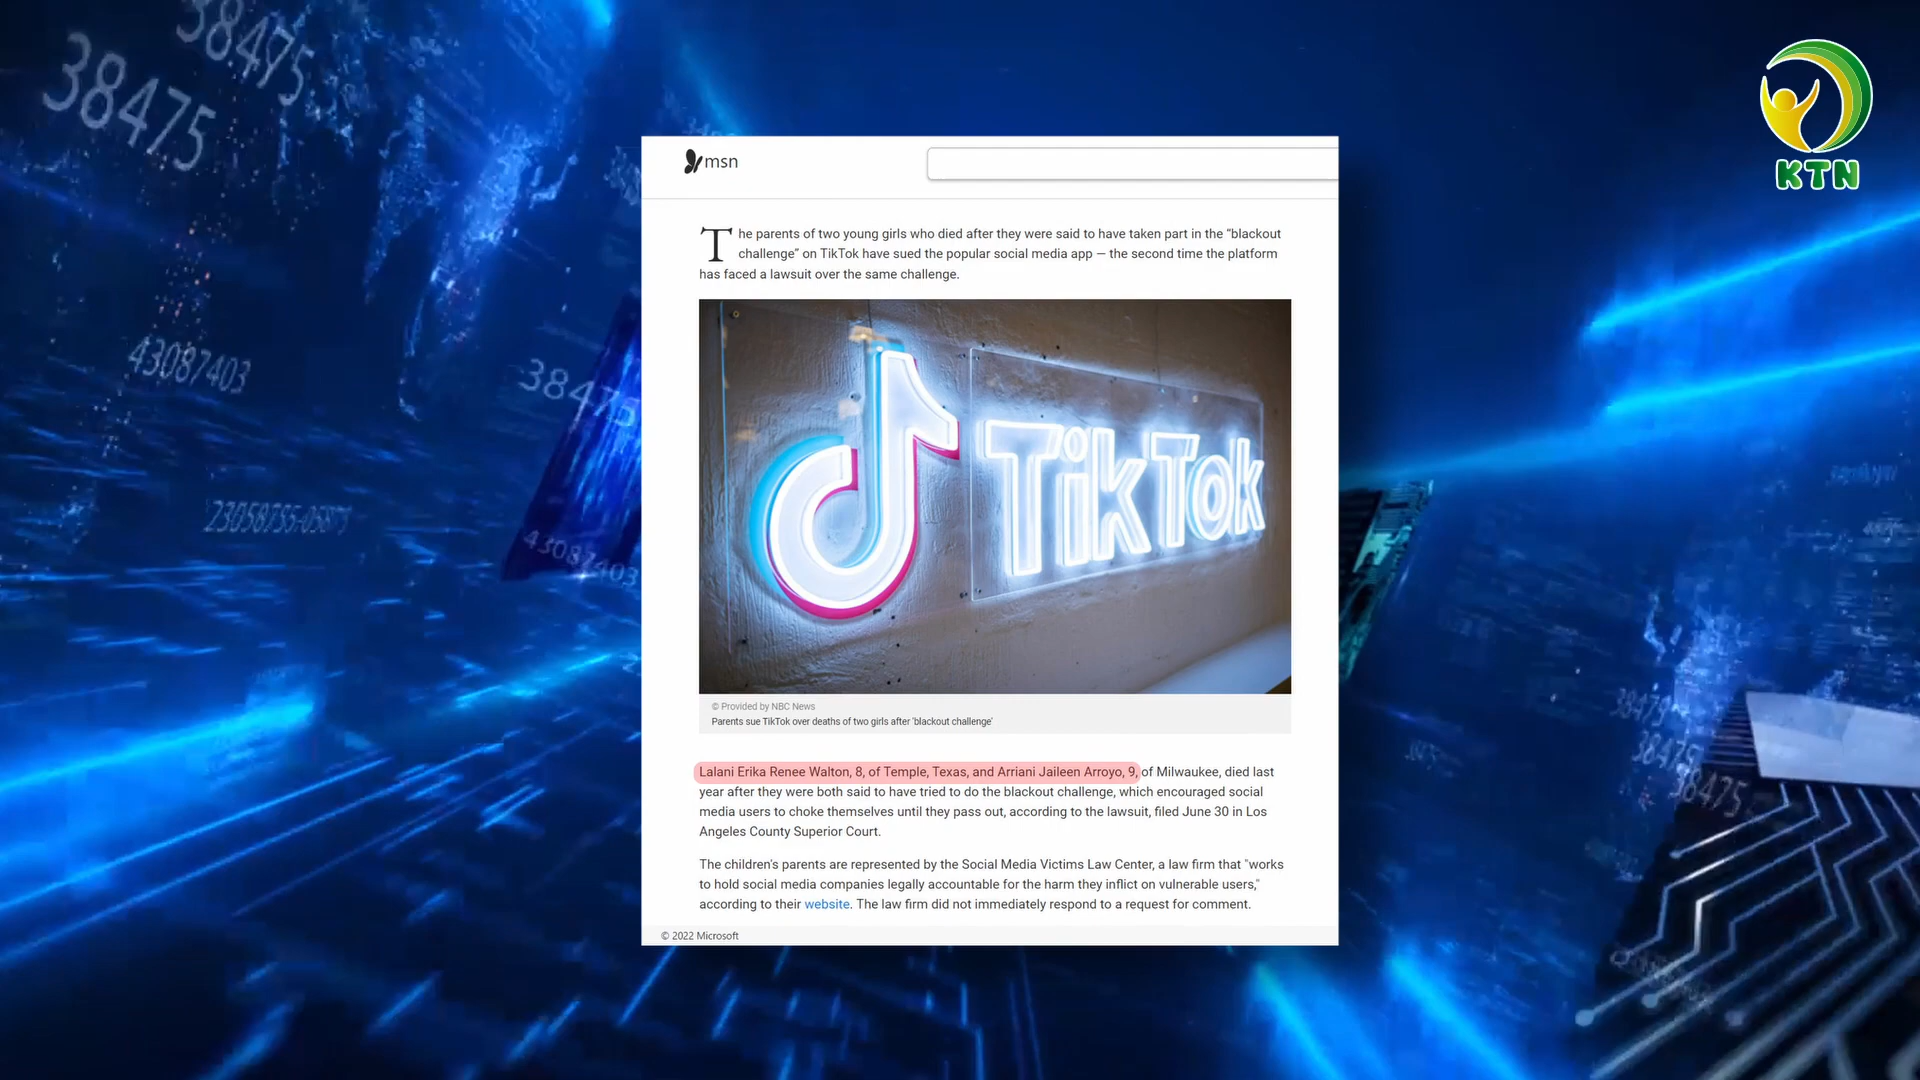 38475
38475
KTN
msn
The parents of two young girls who died after they were said to have taken part in the “blackout
challenge” on TikTok have sued the popular social media app — the second time the platform
has faced a lawsuit over the same challenge.
43087403
38475
TikTok
43087403
© Provided by NBC News
Parents sue TikTok over deaths of two girls after 'blackout challenge'
38475
38475
38475
Lalani Erika Renee Walton, 8, of Temple, Texas, and Arriani Jaileen Arroyo, 9, of Milwaukee, died last
year after they were both said to have tried to do the blackout challenge, which encouraged social
media users to choke themselves until they pass out, according to the lawsuit, filed June 30 in Los
Angeles County Superior Court.
The children's parents are represented by the Social Media Victims Law Center, a law firm that "works
to hold social media companies legally accountable for the harm they inflict on vulnerable users,"
according to their website. The law firm did not immediately respond to a request for comment.
© 2022 Microsoft